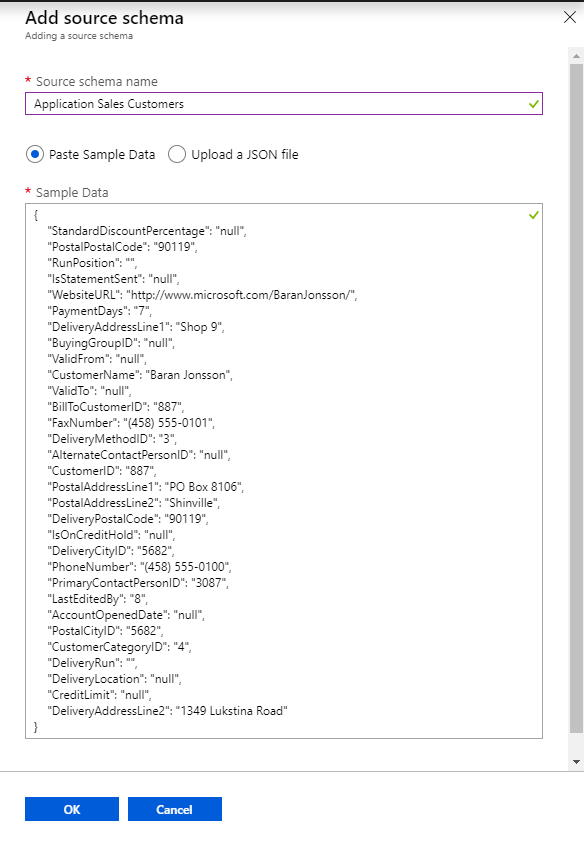 Add source schema
Adding a source schema
* Source schema name
Application Sales Customers
Paste Sample Data
Upload a JSON file
* Sample Data
{
"StandardDiscountPercentage": "null",
"PostalPostalCode": "90119",
"RunPosition": "",
"IsStatementSent": "null",
"WebsiteURL": "http://www.microsoft.com/BaranJonsson/",
"PaymentDays": "7",
"DeliveryAddressLine1": "Shop 9",
"BuyingGroupID": "null",
"ValidFrom": "null",
"CustomerName": "Baran Jonsson",
"ValidTo": "null",
"BillToCustomerID": "887",
"FaxNumber": "(458) 555-0101",
"DeliveryMethodID": "3",
"AlternateContactPersonID": "null",
"CustomerID": "887",
"PostalAddressLine1": "PO Box 8106",
"PostalAddressLine2": "Shinville",
"DeliveryPostalCode": "90119",
"IsOnCreditHold": "null",
"DeliveryCityID": "5682",
"PhoneNumber": "(458) 555-0100",
"PrimaryContactPersonID": "3087",
"LastEditedBy": "8",
"AccountOpenedDate": "null",
"PostalCityID": "5682",
"CustomerCategoryID": "4",
"DeliveryRun": "",
"DeliveryLocation": "null",
"CreditLimit": "null",
"DeliveryAddressLine2": "1349 Lukstina Road"
}
OK
Cancel